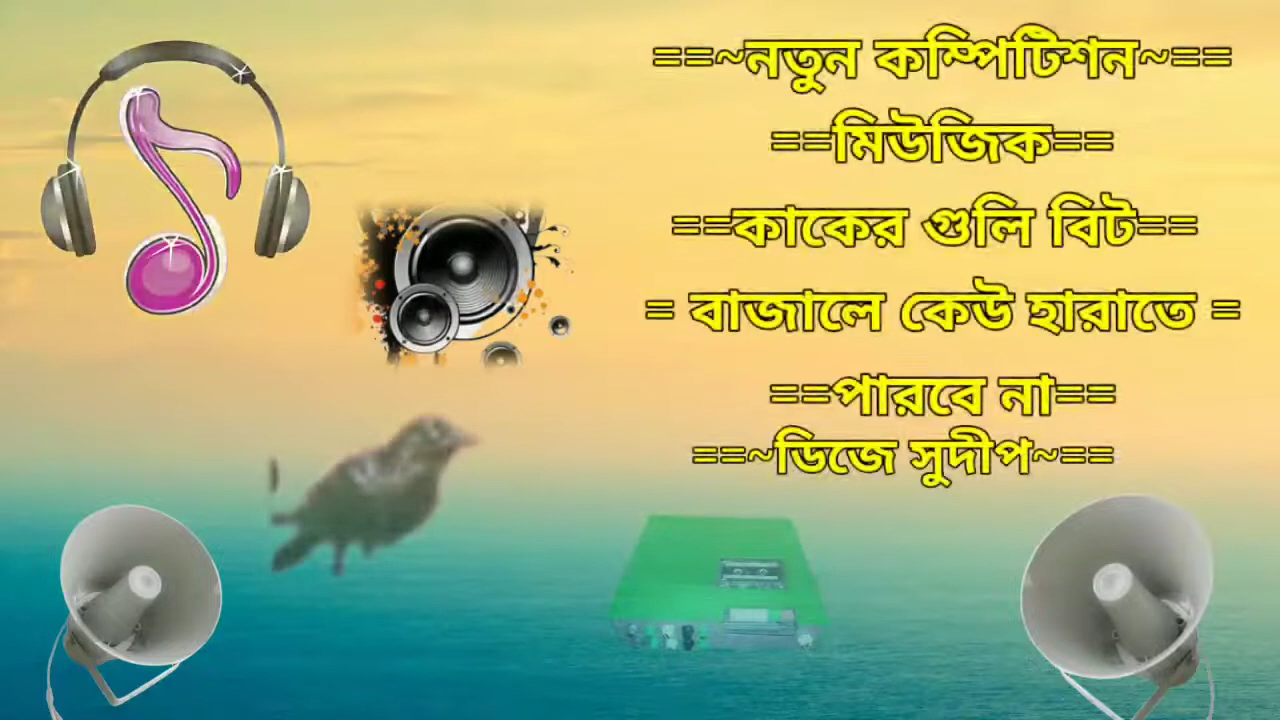 ==~নতুন কম্পিটিশন~==
==মিউজিক==
==কাকের গুলি বিট==
= বাজালে কেউ হারাতে =
==পারবে না==
==~ডিজে সুদীপ~==